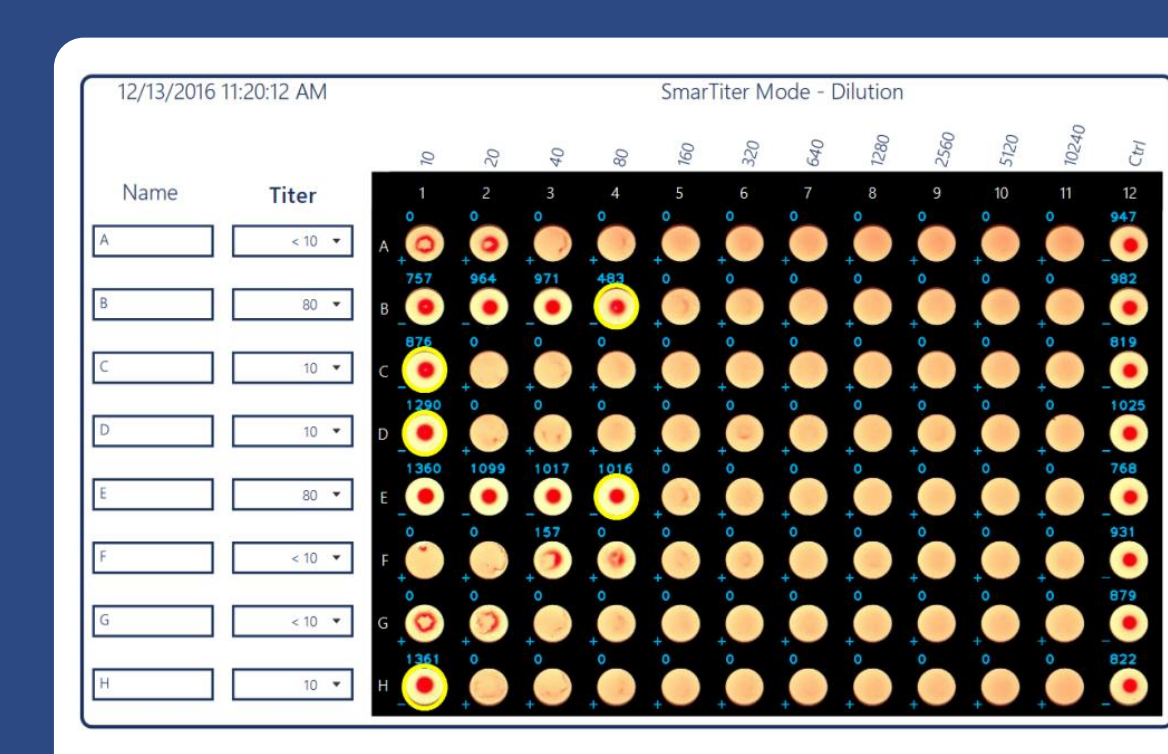 12/13/2016 11:20:12 AM SmarTiter Mode - Dilution
10 20 40 80 160 320 640 1280 2560 5120 10240 Ctrl
Name Titer 1 2 3 4 5 6 7 8 9 10 11 12
0 0 0 0 0 0 0 0 0 0 0 947
A < 10 A
+ + + + + + + + + + + -
757 964 971 483 0 0 0 0 0 0 0 982
B 80 B
- - - - + + + + + + + -
876 0 0 0 0 0 0 0 0 0 0 819
C 10 C
- + + + + + + + + + + -
1290 0 0 0 0 0 0 0 0 0 0 1025
D 10 D
- + + + + + + + + + + -
1360 1099 1017 1016 0 0 0 0 0 0 0 768
E 80 E
- - - - + + + + + + + -
0 0 157 0 0 0 0 0 0 0 0 931
F < 10 F
+ + + + + + + + + + + -
0 0 0 0 0 0 0 0 0 0 0 879
G < 10 G
+ + + + + + + + + + + -
1361 0 0 0 0 0 0 0 0 0 0 822
H 10 H
- + + + + + + + + + + -